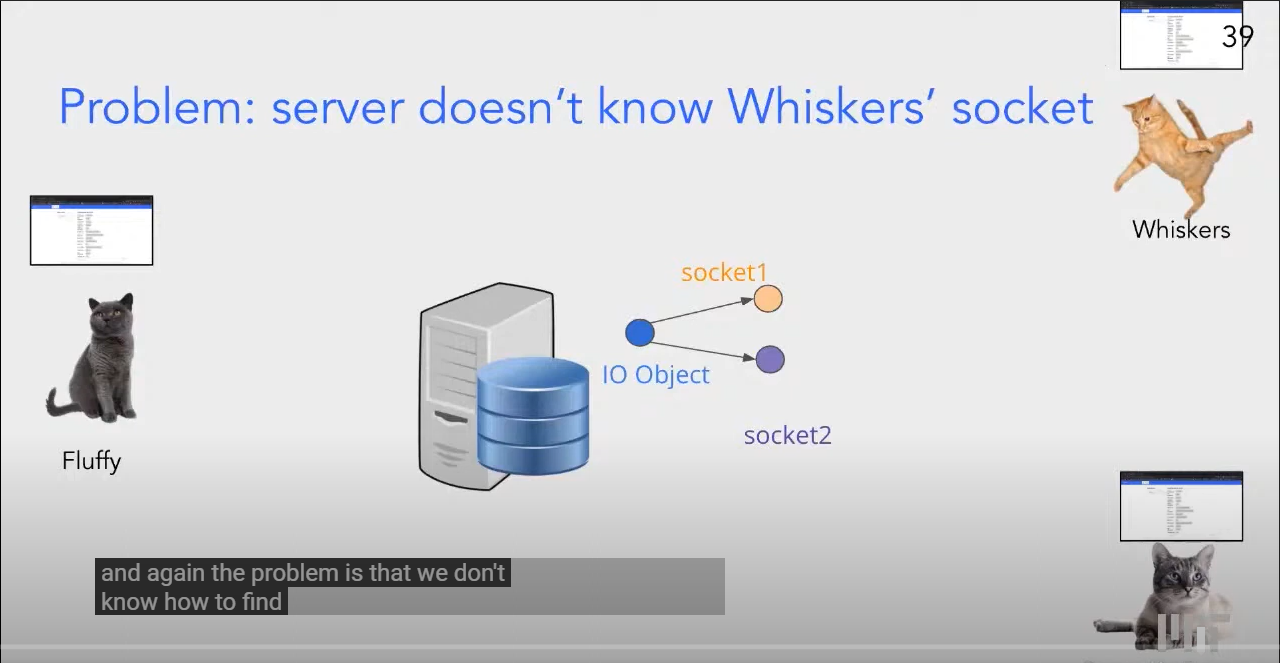 39
Problem: server doesn't know Whiskers' socket
Whiskers
socket1
IO Object
socket2
Fluffy
and again the problem is that we don't
know how to find
MIT